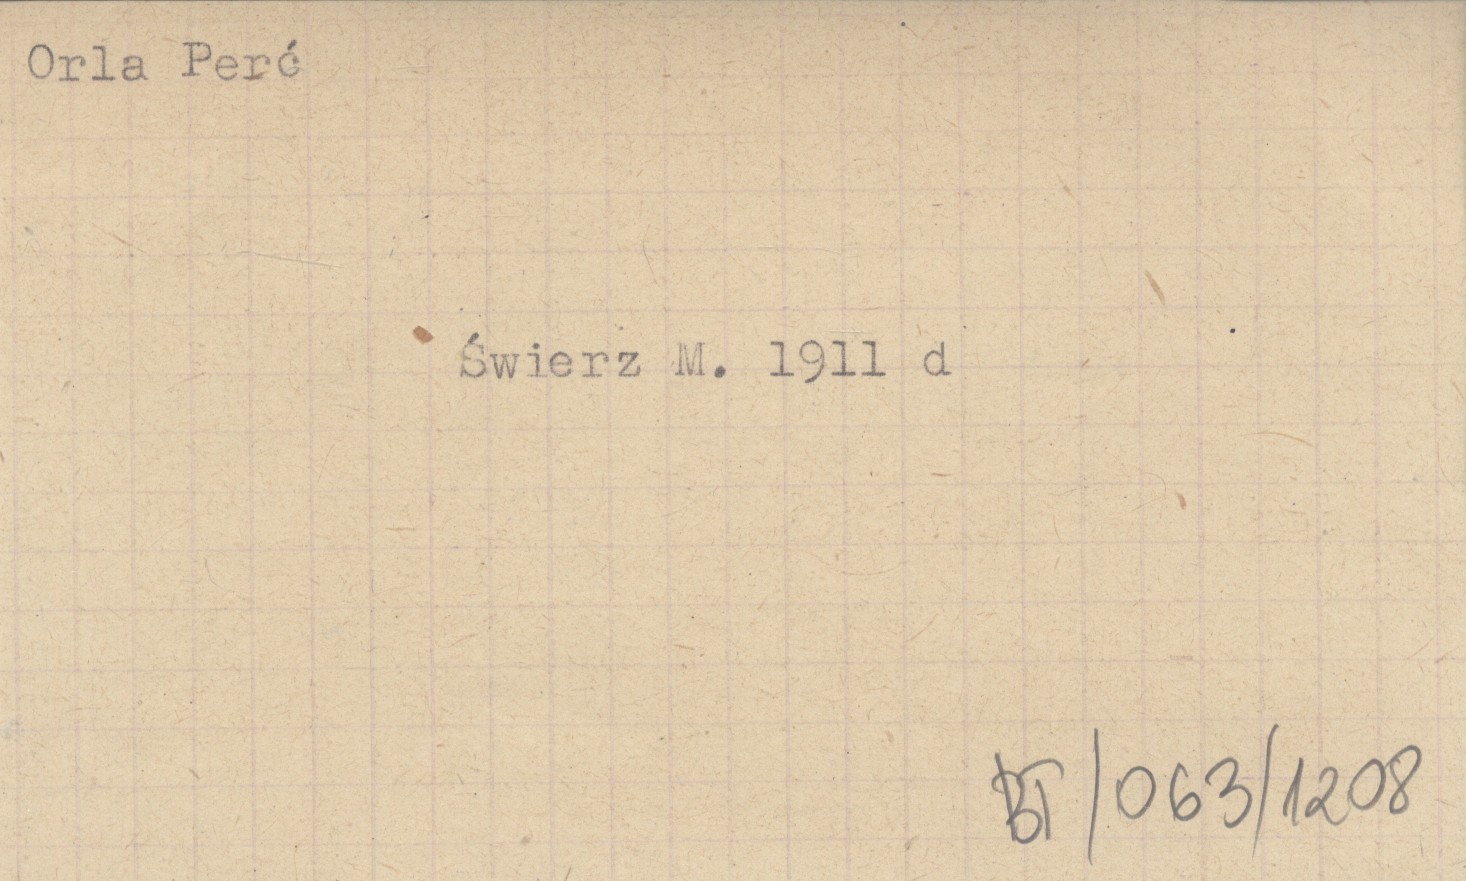 Orla Perć
Świerz M. 1911 d
BT/063/1208